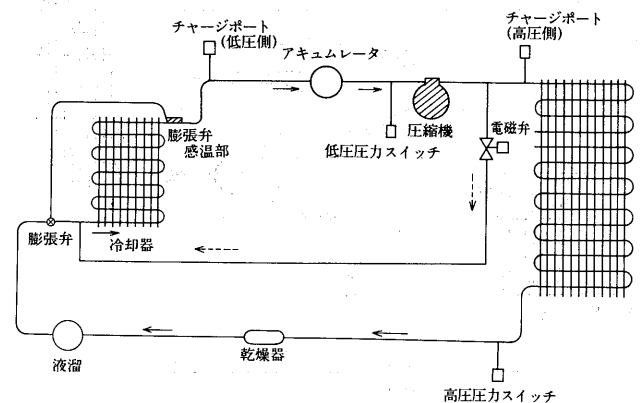 チャージポート
(低圧側)
アキュムレータ
チャージポート
(高圧側)
膨張弁
感温部
圧縮機
低圧圧力スイッチ
電磁弁
膨張弁
冷却器
液溜
乾燥器
高圧圧力スイッチ